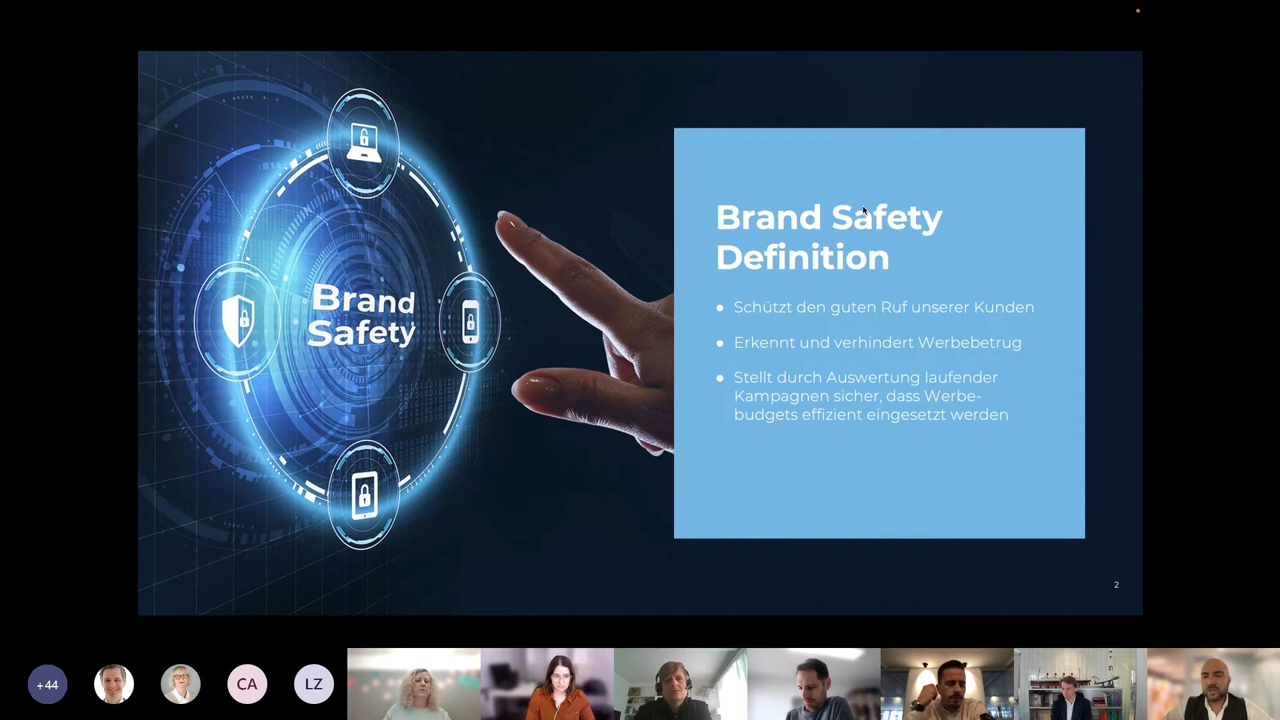 Brand
Safety
Brand Safety
Definition
● Schützt den guten Ruf unserer Kunden
● Erkennt und verhindert Werbebetrug
● Stellt durch Auswertung laufender
Kampagnen sicher, dass Werbe-
budgets effizient eingesetzt werden
2
+44
CA
LZ